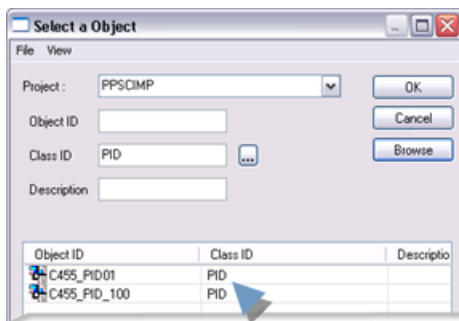 Select a Object
File View
Project : PPSCIMP OK
Object ID Cancel
Class ID PID ... Browse
Description
Object ID Class ID Descriptio
C455_PID01 PID
C455_PID_100 PID